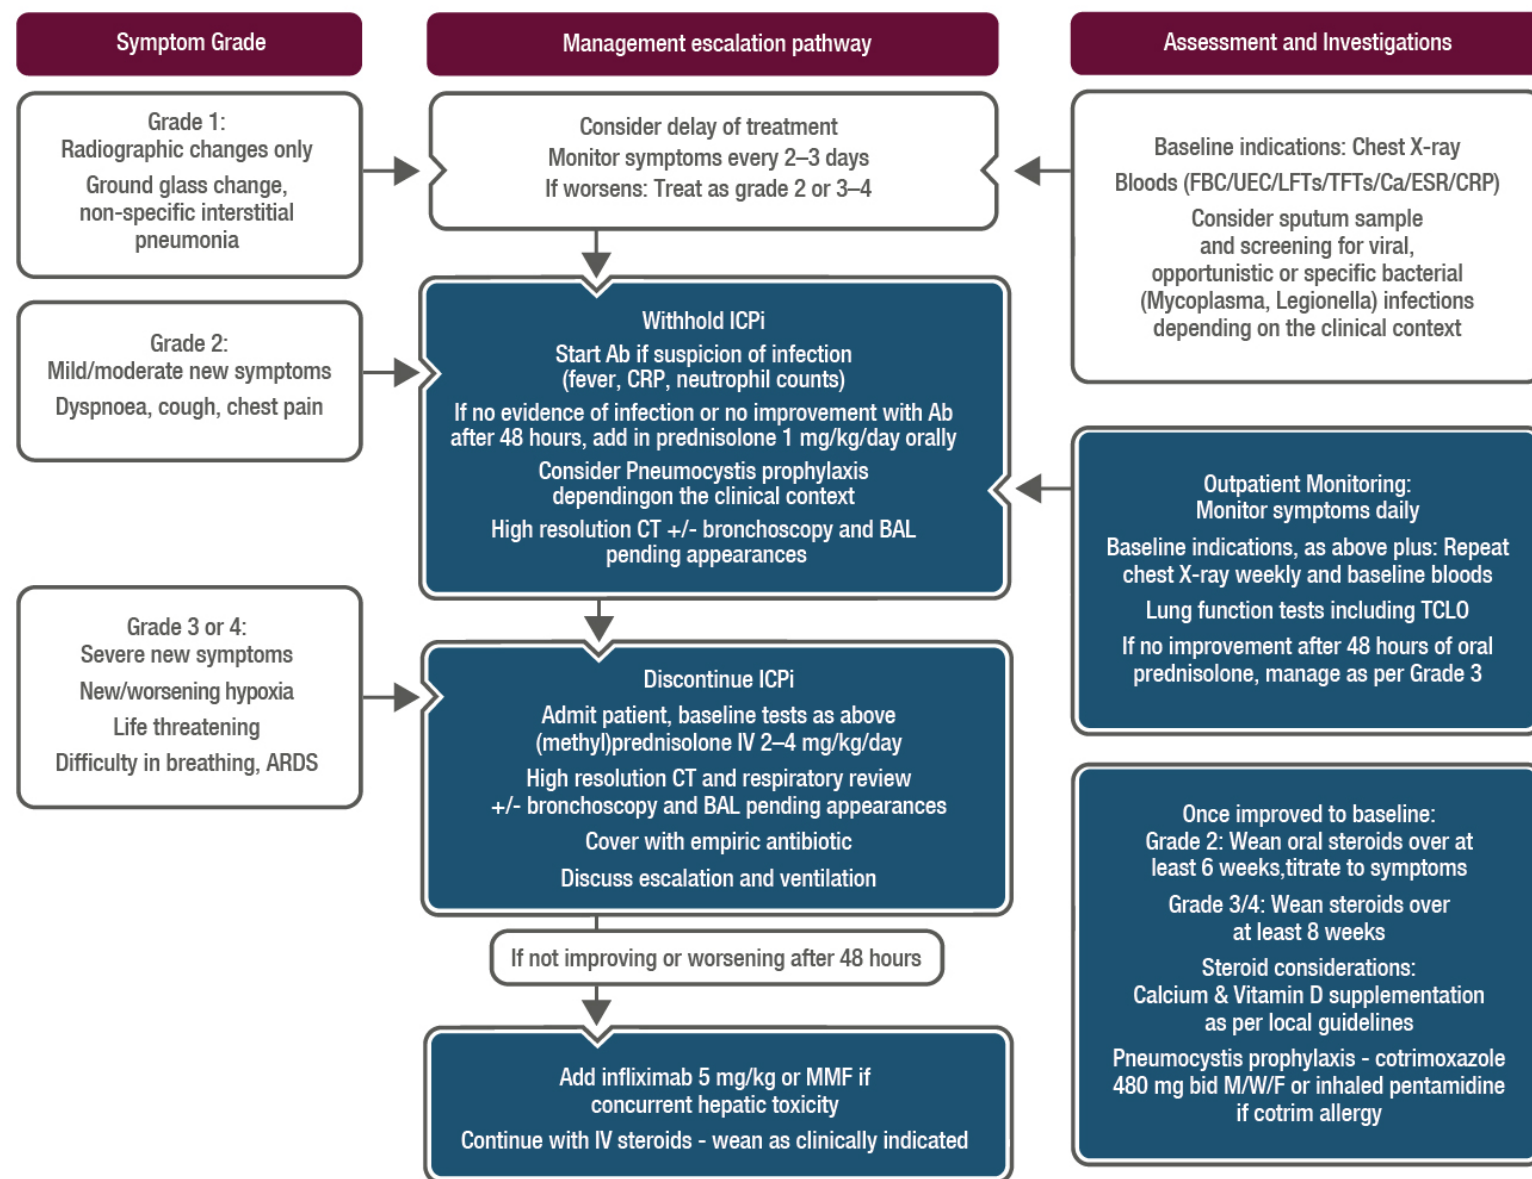 Symptom Grade
Grade 1:
Radiographic changes only
Ground glass change,
non-specific interstitial
pneumonia
Grade 2:
Mild/moderate new symptoms
Dyspnoea, cough, chest pain
Grade 3 or 4:
Severe new symptoms
New/worsening hypoxia
Life threatening
Difficulty in breathing, ARDS
Management escalation pathway
Consider delay of treatment
Monitor symptoms every 2–3 days
If worsens: Treat as grade 2 or 3–4
Withhold ICPi
Start Ab if suspicion of infection
(fever, CRP, neutrophil counts)
If no evidence of infection or no improvement with Ab
after 48 hours, add in prednisolone 1 mg/kg/day orally
Consider Pneumocystis prophylaxis
dependingon the clinical context
High resolution CT +/- bronchoscopy and BAL
pending appearances
Discontinue ICPi
Admit patient, baseline tests as above
(methyl)prednisolone IV 2–4 mg/kg/day
High resolution CT and respiratory review
+/- bronchoscopy and BAL pending appearances
Cover with empiric antibiotic
Discuss escalation and ventilation
If not improving or worsening after 48 hours
Add infliximab 5 mg/kg or MMF if
concurrent hepatic toxicity
Continue with IV steroids - wean as clinically indicated
Assessment and Investigations
Baseline indications: Chest X-ray
Bloods (FBC/UEC/LFTs/TFTs/Ca/ESR/CRP)
Consider sputum sample
and screening for viral,
opportunistic or specific bacterial
(Mycoplasma, Legionella) infections
depending on the clinical context
Outpatient Monitoring:
Monitor symptoms daily
Baseline indications, as above plus: Repeat
chest X-ray weekly and baseline bloods
Lung function tests including TCLO
If no improvement after 48 hours of oral
prednisolone, manage as per Grade 3
Once improved to baseline:
Grade 2: Wean oral steroids over at
least 6 weeks,titrate to symptoms
Grade 3/4: Wean steroids over
at least 8 weeks
Steroid considerations:
Calcium & Vitamin D supplementation
as per local guidelines
Pneumocystis prophylaxis - cotrimoxazole
480 mg bid M/W/F or inhaled pentamidine
if cotrim allergy